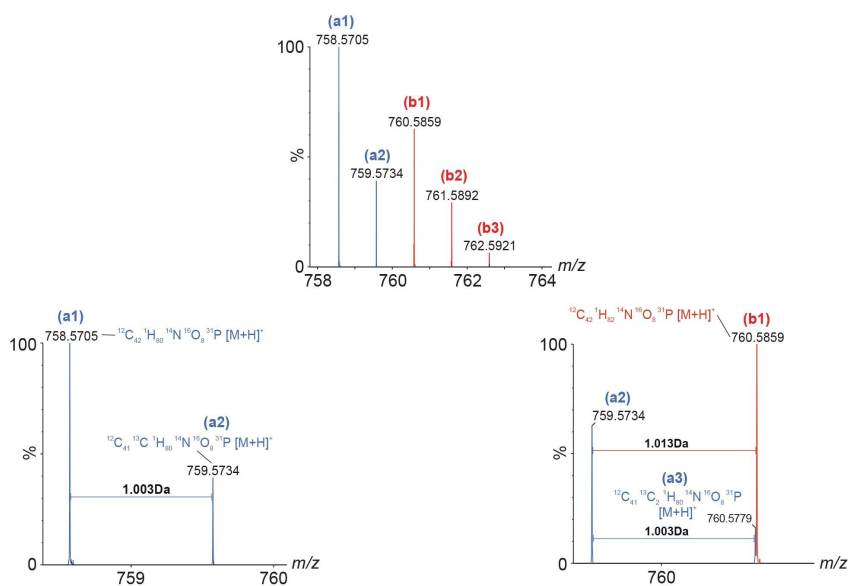 (a1)
758.5705
100
(b1)
760.5859
(a2)
759.5734
%
(b2)
761.5892
(b3)
762.5921
0
758 760 762 764 m/z
(a1)
758.5705 ¹²C₄₂ ¹H₈₀ ¹⁴N ¹⁶O₈ ³¹P [M+H]⁺
100
(a2)
¹²C₄₁ ¹³C ¹H₈₀ ¹⁴N ¹⁶O₈ ³¹P [M+H]⁺
759.5734
%
1.003Da
0
759 760 m/z
¹²C₄₂ ¹H₈₂ ¹⁴N ¹⁶O₈ ³¹P [M+H]⁺ (b1)
760.5859
100
(a2)
759.5734
1.013Da
%
(a3)
¹²C₄₁ ¹³C₂ ¹H₈₀ ¹⁴N ¹⁶O₈ ³¹P
[M+H]⁺ 760.5779
1.003Da
0
760 m/z